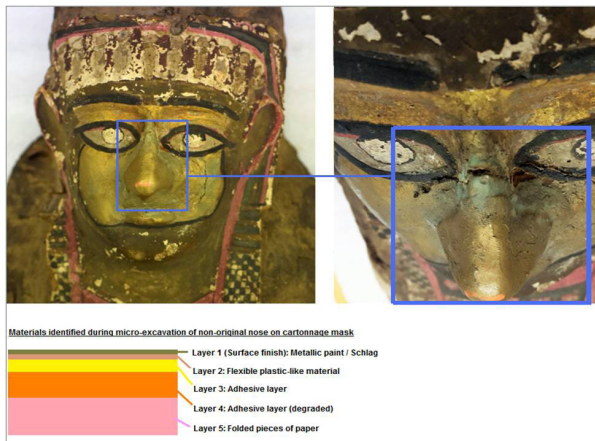 Materials identified during micro-excavation of non-original nose on cartonnage mask
Layer 1 (Surface finish): Metallic paint / Schlag
Layer 2: Flexible plastic-like material
Layer 3: Adhesive layer
Layer 4: Adhesive layer (degraded)
Layer 5: Folded pieces of paper